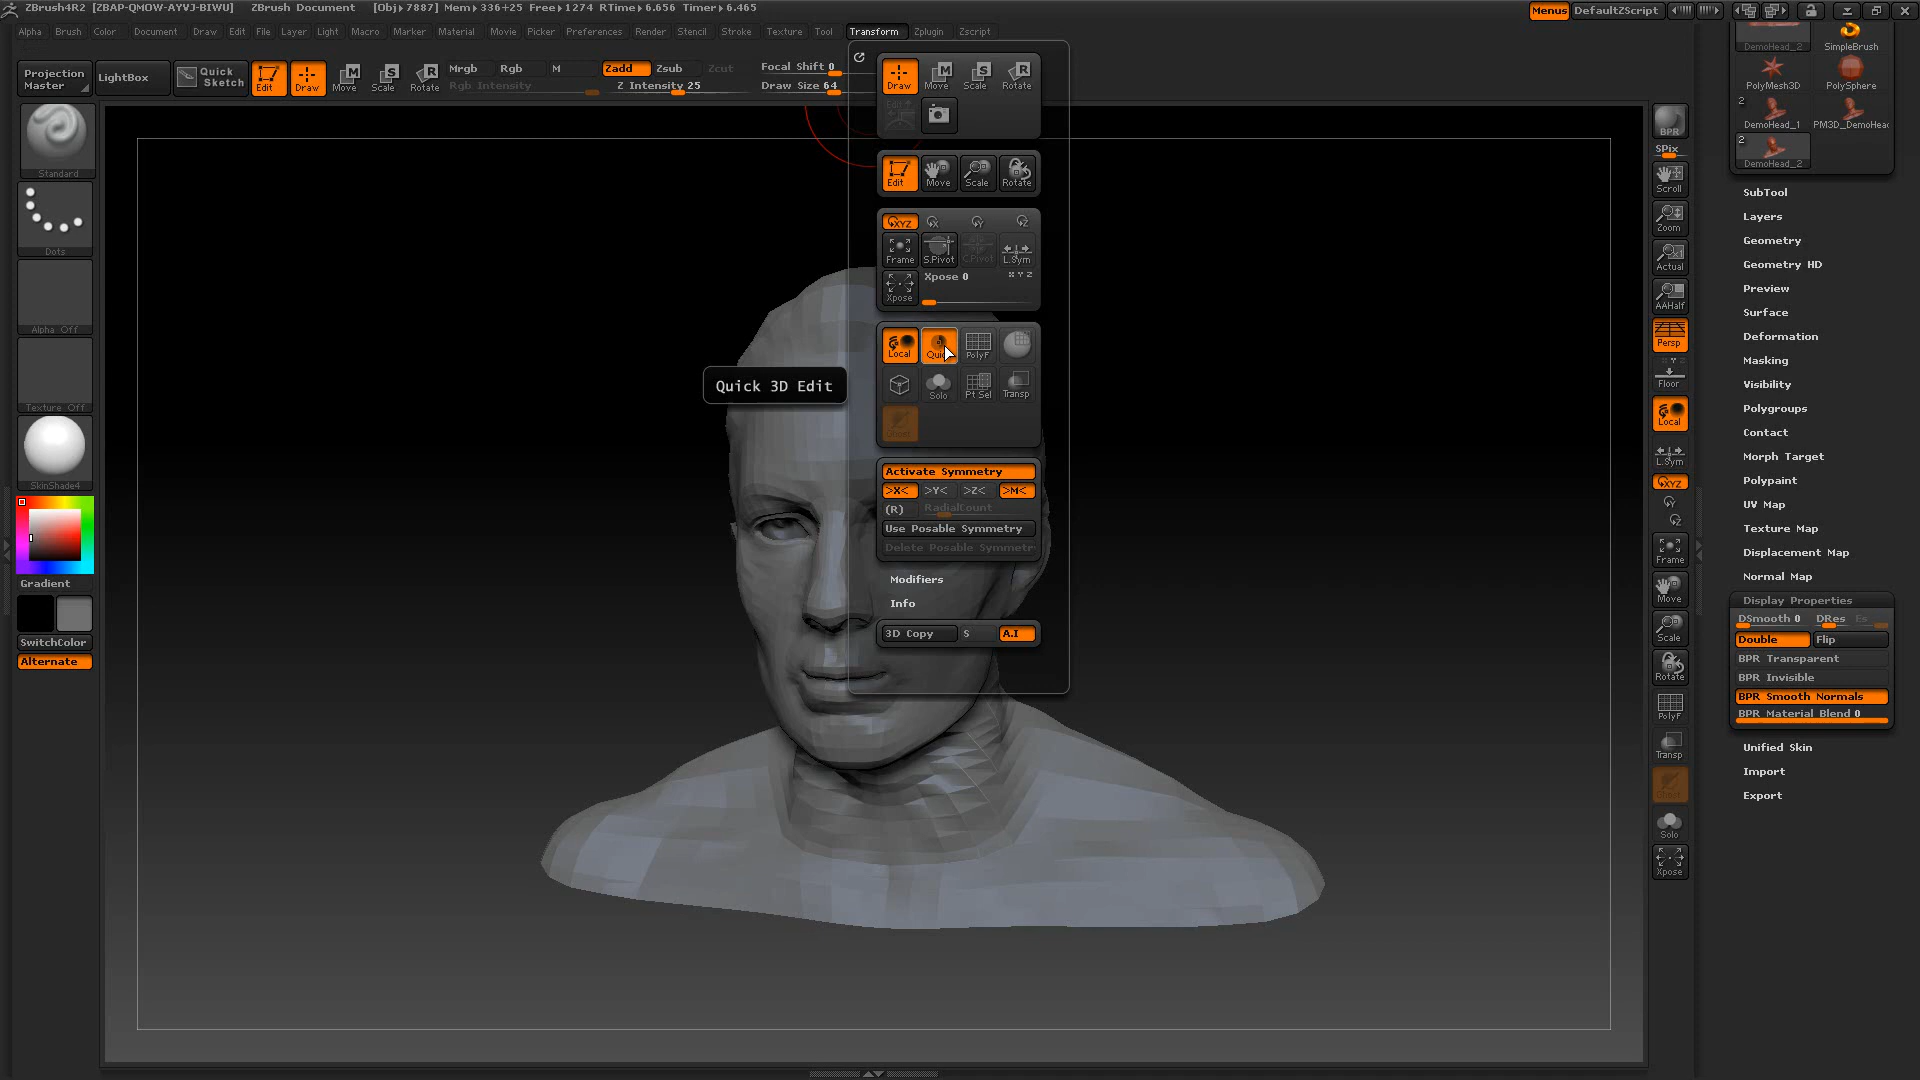 ZBrush4R2 [ZBAP-QMOW-AYVJ-BIWU] ZBrush Document [Obj▸7887] Mem▸336+25 Free▸1274 RTime▸6.656 Timer▸6.465 Menus DefaultZScript
Alpha Brush Color Document Draw Edit File Layer Light Macro Marker Material Movie Picker Preferences Render Stencil Stroke Texture Tool Transform Zplugin Zscript
Projection Master
LightBox
Quick Sketch
Edit Draw Move Scale Rotate
Mrgb Rgb M Zadd Zsub Zcut
Rgb Intensity Z Intensity 25
Focal Shift 0
Draw Size 64
Standard
Dots
Alpha Off
Texture Off
SkinShade4
Gradient
SwitchColor
Alternate
Draw Move Scale Rotate
Edit
Edit Move Scale Rotate
XYZ X Y Z
Frame S.Pivot C.Pivot L.Sym
Xpose Xpose 0 X Y Z
Local PolyF
Solo Pt Sel Transp
Quick 3D Edit
Activate Symmetry
>X< >Y< >Z< >M<
(R) RadialCount
Use Posable Symmetry
Delete Posable Symmetr
Modifiers
Info
3D Copy S A.I
BPR
SPix
Scroll
Zoom
Actual
AAHalf
Persp
Floor
Local
L.Sym
XYZ
Y
Z
Frame
Move
Scale
Rotate
PolyF
Transp
Ghost
Solo
Xpose
DemoHead_2 SimpleBrush
PolyMesh3D PolySphere
2
DemoHead_1 PM3D_DemoHead
2
DemoHead_2
SubTool
Layers
Geometry
Geometry HD
Preview
Surface
Deformation
Masking
Visibility
Polygroups
Contact
Morph Target
Polypaint
UV Map
Texture Map
Displacement Map
Normal Map
Display Properties
DSmooth 0 DRes Es
Double Flip
BPR Transparent
BPR Invisible
BPR Smooth Normals
BPR Material Blend 0
Unified Skin
Import
Export